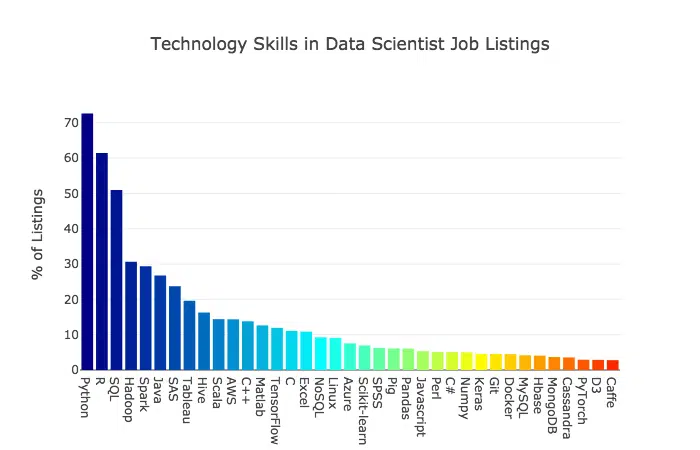 Technology Skills in Data Scientist Job Listings
% of Listings
70
60
50
40
30
20
10
0
Python
R
SQL
Hadoop
Spark
Java
SAS
Tableau
Hive
Scala
AWS
C++
Matlab
TensorFlow
C
Excel
NoSQL
Linux
Azure
Scikit-learn
SPSS
Pig
Pandas
Javascript
Perl
C#
Numpy
Keras
Git
Docker
MySQL
Hbase
MongoDB
Cassandra
PyTorch
D3
Caffe